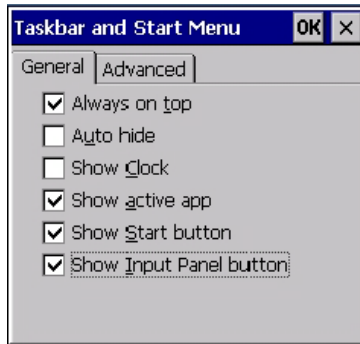 Taskbar and Start Menu OK ×
General Advanced
Always on top
Auto hide
Show Clock
Show active app
Show Start button
Show Input Panel button